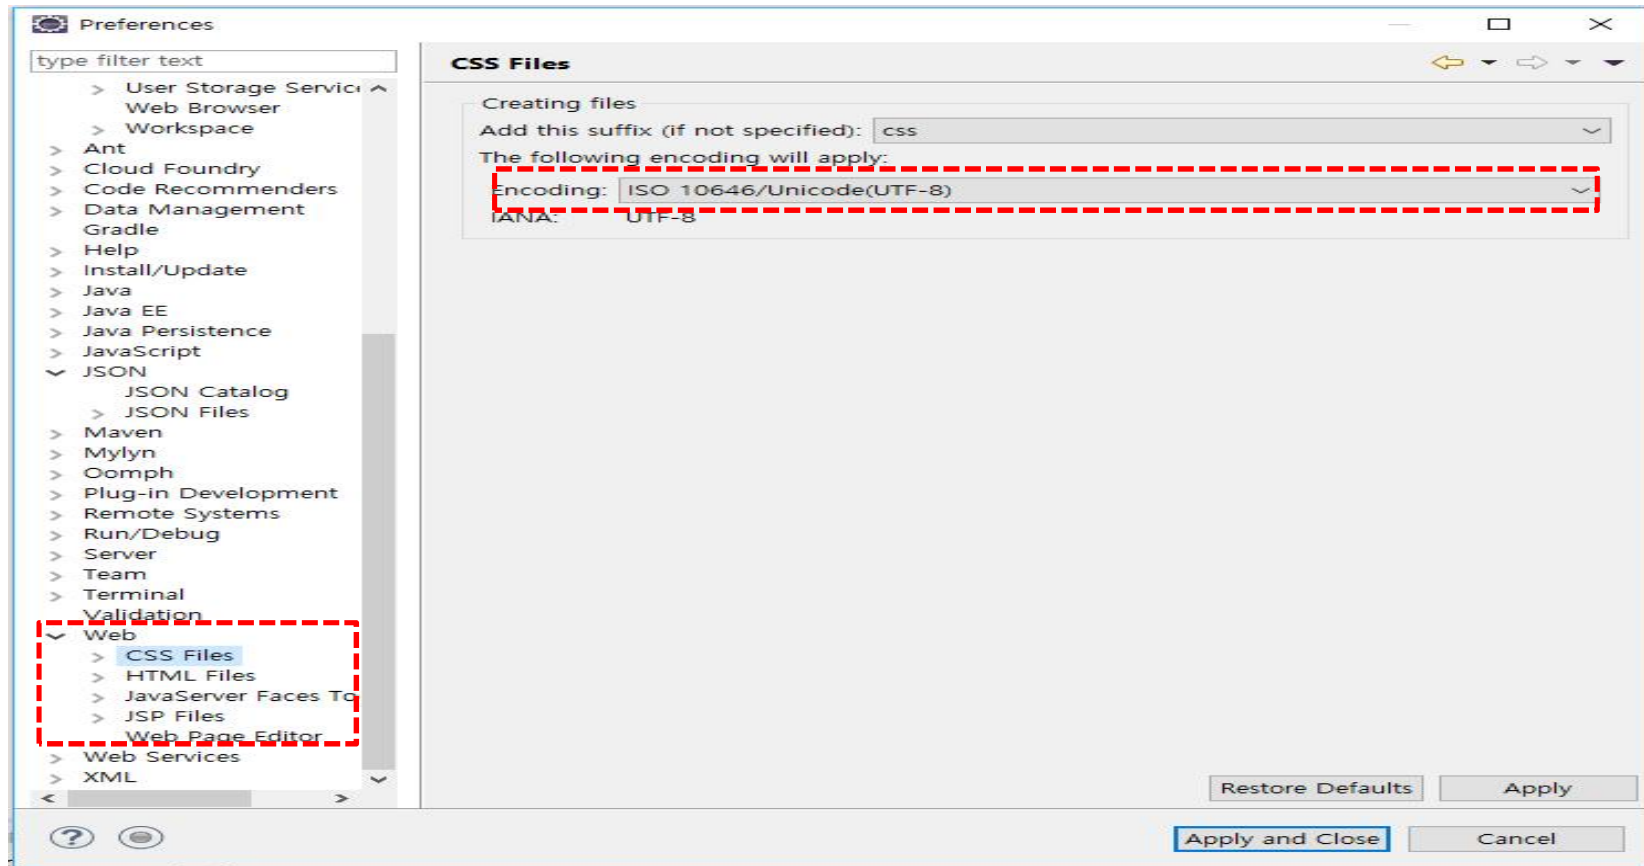 Preferences
type filter text
User Storage Servic
Web Browser
Workspace
Ant
Cloud Foundry
Code Recommenders
Data Management
Gradle
Help
Install/Update
Java
Java EE
Java Persistence
JavaScript
JSON
JSON Catalog
JSON Files
Maven
Mylyn
Oomph
Plug-in Development
Remote Systems
Run/Debug
Server
Team
Terminal
Validation
Web
CSS Files
HTML Files
JavaServer Faces To
JSP Files
Web Page Editor
Web Services
XML
CSS Files
Creating files
Add this suffix (if not specified): css
The following encoding will apply:
Encoding: ISO 10646/Unicode(UTF-8)
IANA: UTF-8
Restore Defaults Apply
Apply and Close Cancel